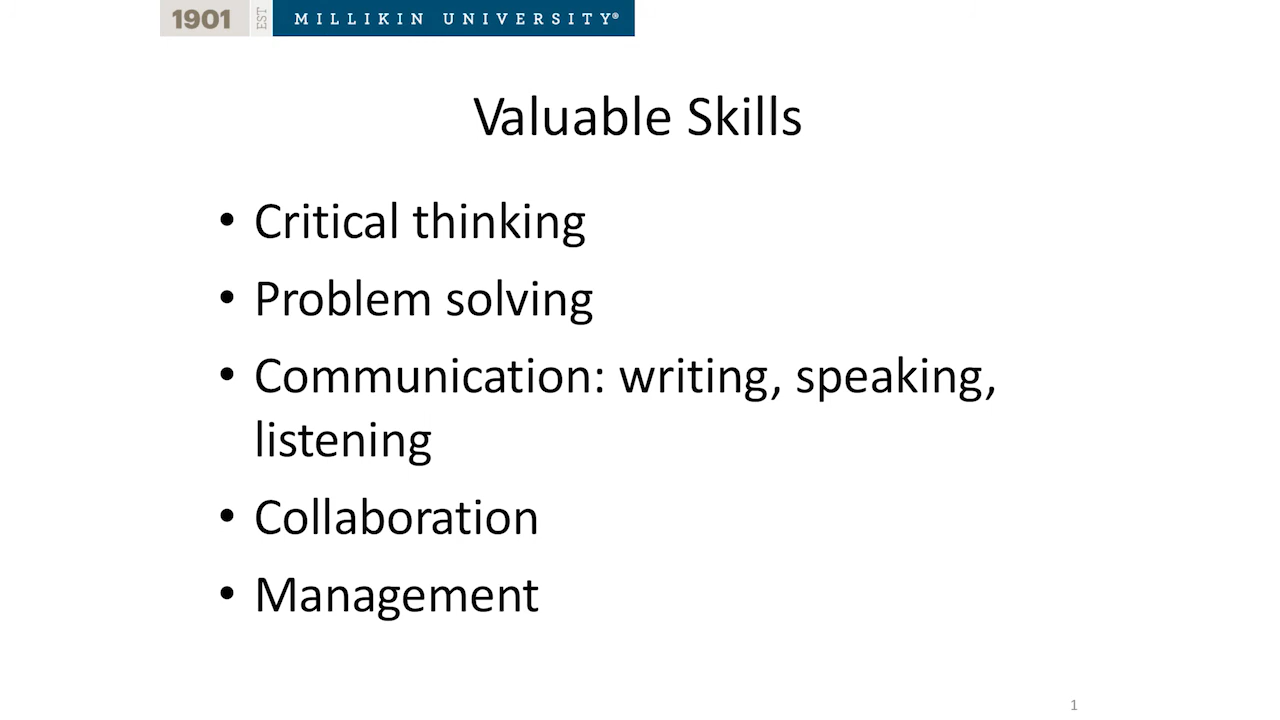 1901 EST MILLIKIN UNIVERSITY®
Valuable Skills
• Critical thinking
• Problem solving
• Communication: writing, speaking,
listening
• Collaboration
• Management
1